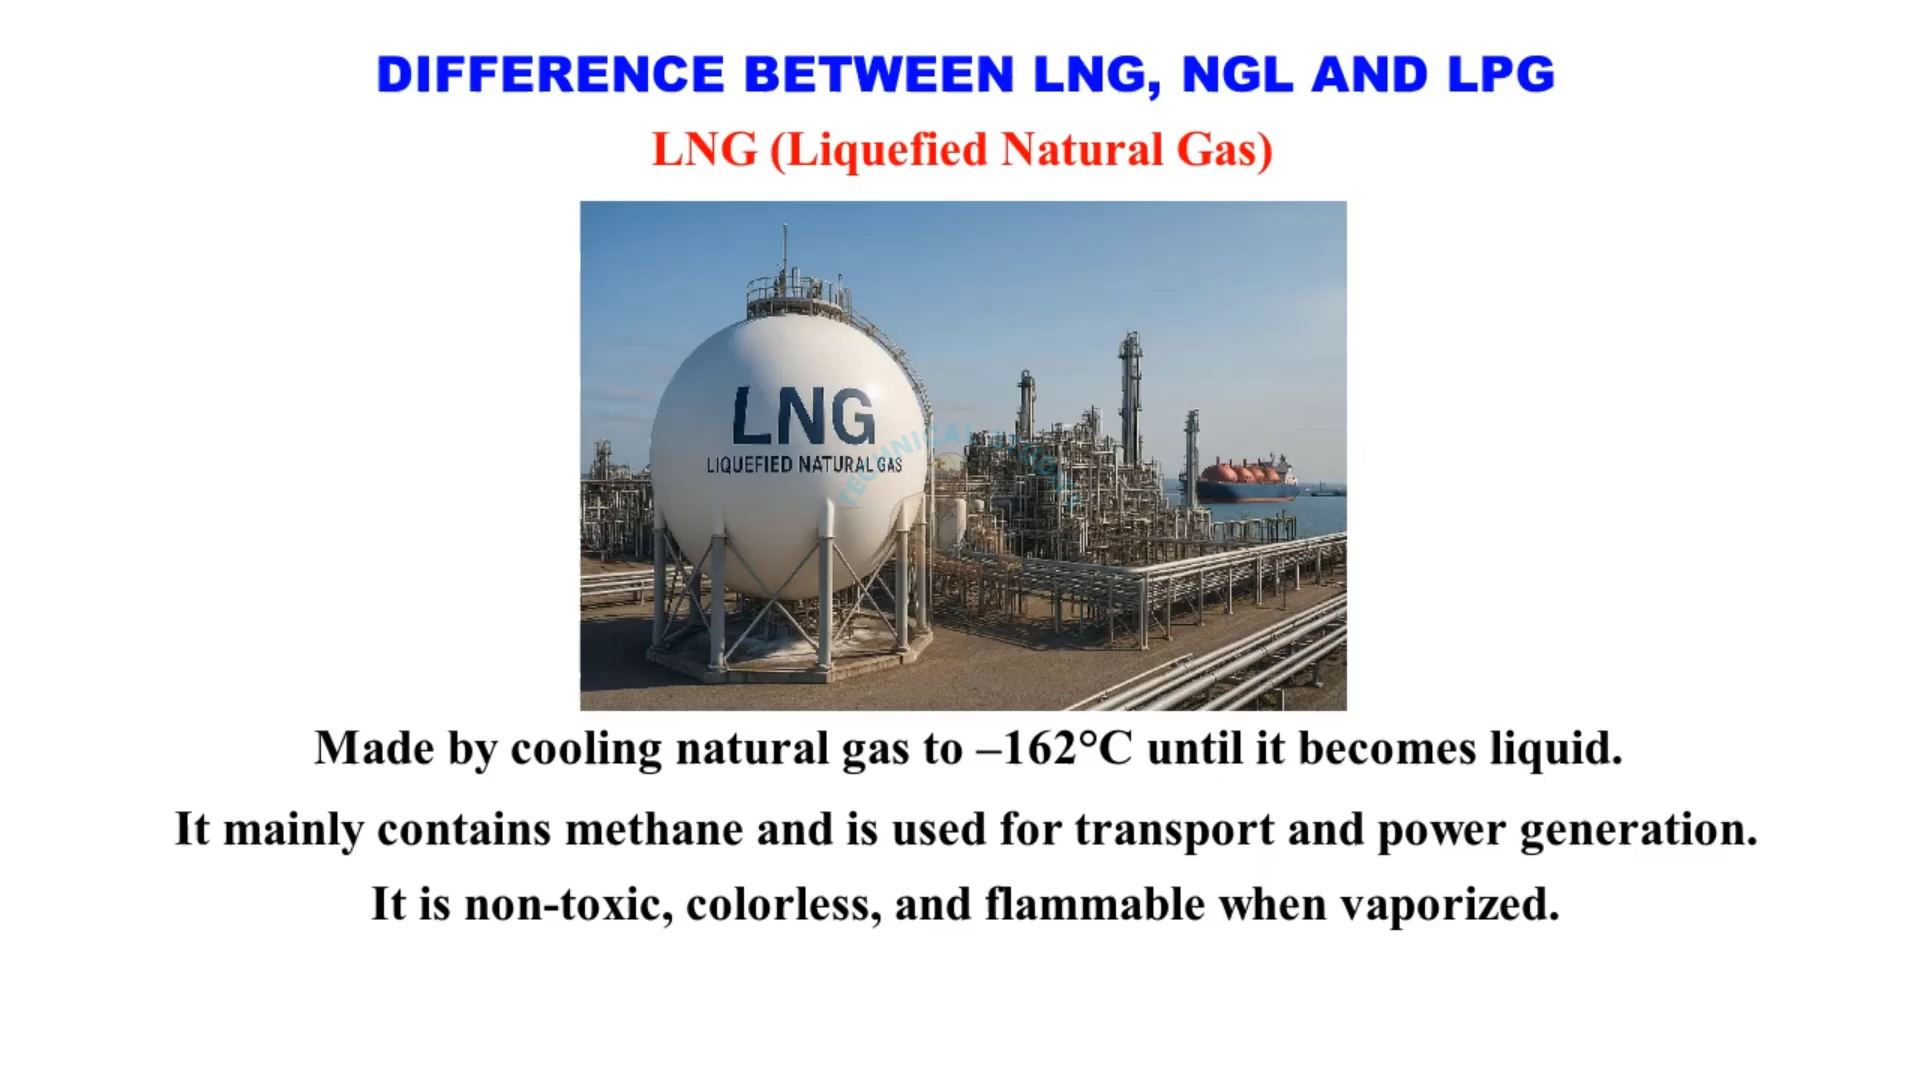 DIFFERENCE BETWEEN LNG, NGL AND LPG
LNG (Liquefied Natural Gas)
LNG
LIQUEFIED NATURAL GAS
TECHNICAL
Made by cooling natural gas to –162°C until it becomes liquid.
It mainly contains methane and is used for transport and power generation.
It is non-toxic, colorless, and flammable when vaporized.